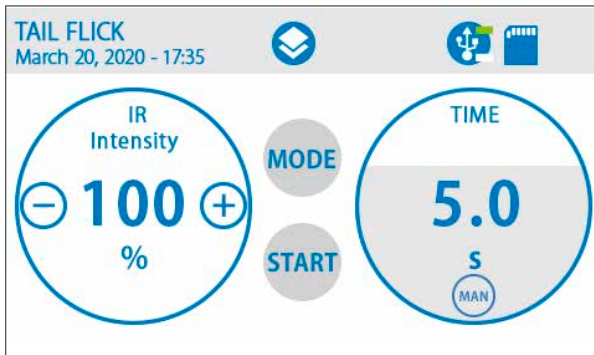 TAIL FLICK
March 20, 2020 - 17:35
IR
Intensity
− 100 +
%
MODE
START
TIME
5.0
s
MAN